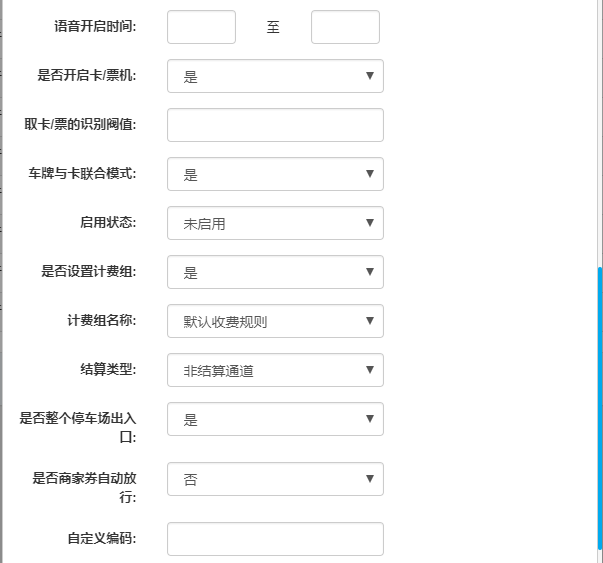 语音开启时间: 至
是否开启卡/票机: 是
取卡/票的识别阀值:
车牌与卡联合模式: 是
启用状态: 未启用
是否设置计费组: 是
计费组名称: 默认收费规则
结算类型: 非结算通道
是否整个停车场出入
口:
是
是否商家券自动放
行:
否
自定义编码: